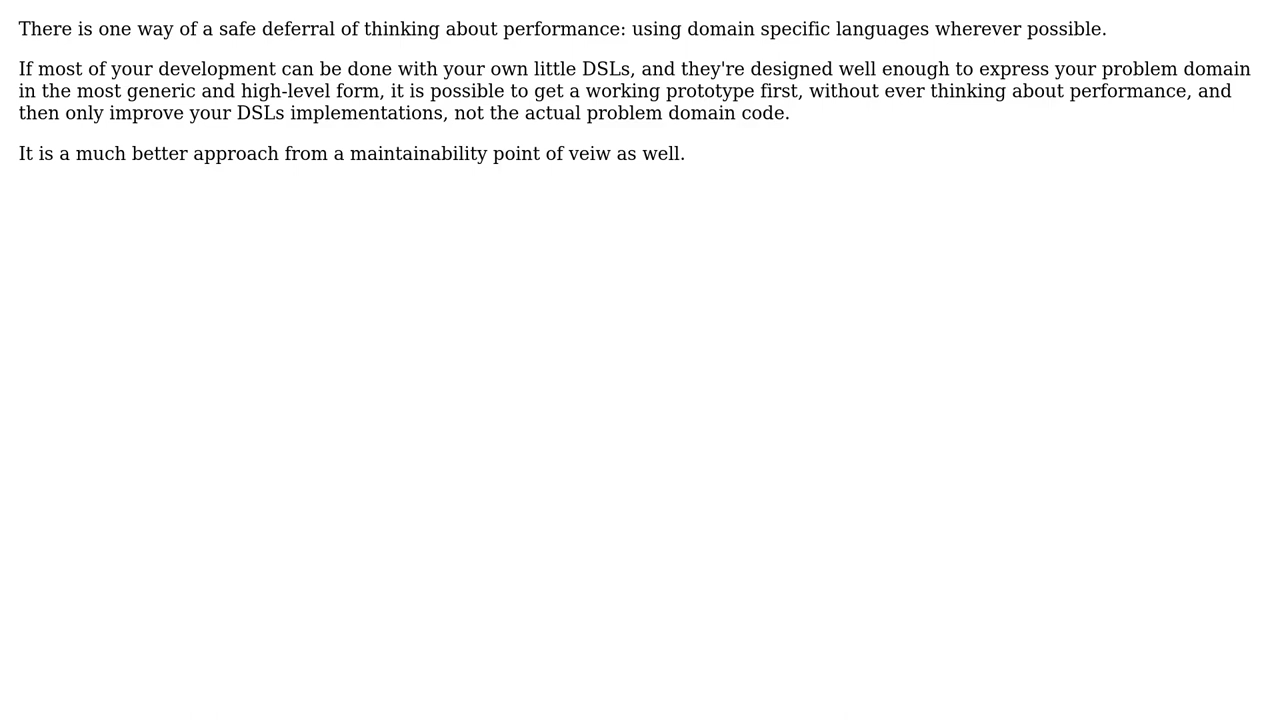 There is one way of a safe deferral of thinking about performance: using domain specific languages wherever possible.
If most of your development can be done with your own little DSLs, and they're designed well enough to express your problem domain
in the most generic and high-level form, it is possible to get a working prototype first, without ever thinking about performance, and
then only improve your DSLs implementations, not the actual problem domain code.
It is a much better approach from a maintainability point of veiw as well.